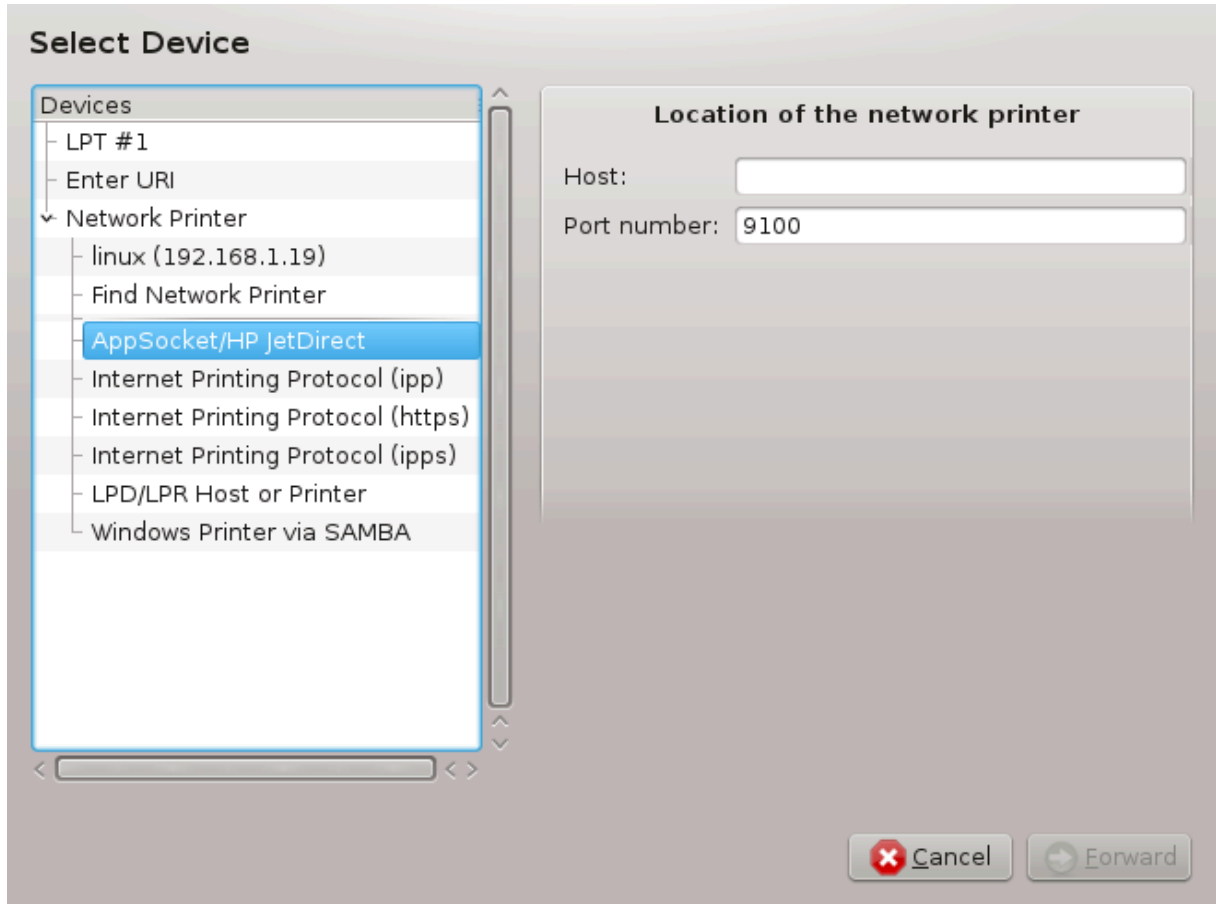 Select Device
Devices
LPT #1
Enter URI
Network Printer
linux (192.168.1.19)
Find Network Printer
AppSocket/HP JetDirect
Internet Printing Protocol (ipp)
Internet Printing Protocol (https)
Internet Printing Protocol (ipps)
LPD/LPR Host or Printer
Windows Printer via SAMBA
Location of the network printer
Host:
Port number: 9100
Cancel
Forward